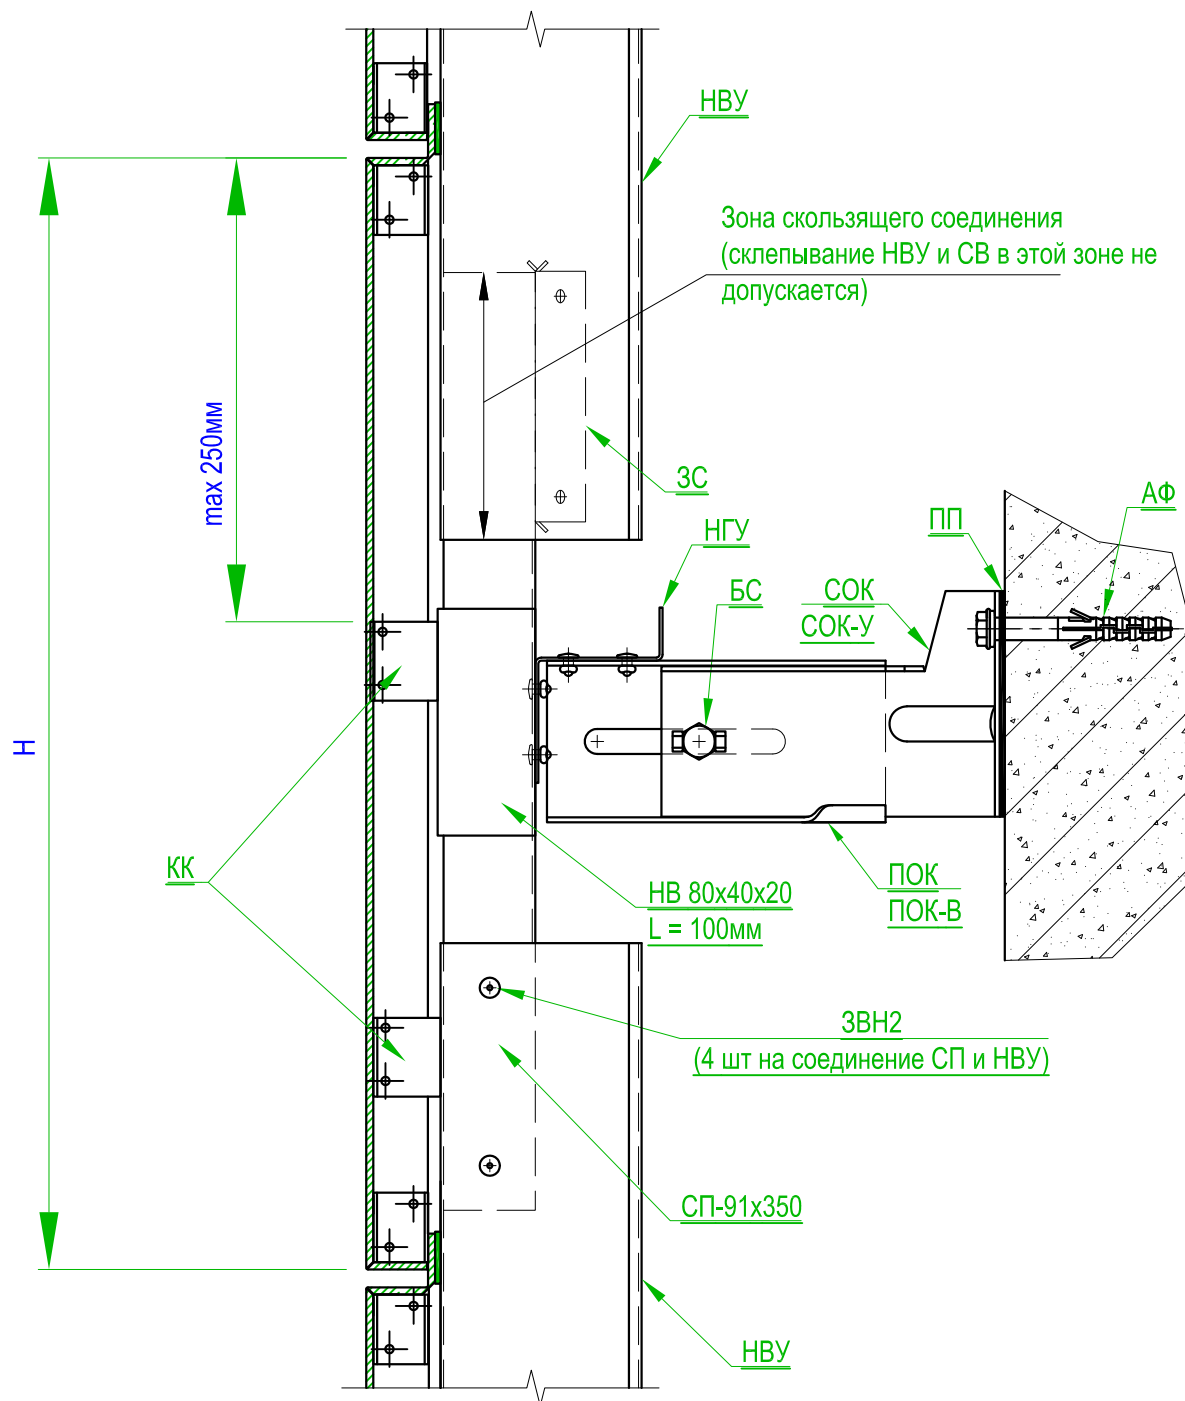 НВУ
Зона скользящего соединения
(склепывание НВУ и СВ в этой зоне не
допускается)
max 250мм
ЗС
АФ
ПП
НГУ
БС
СОК
СОК-У
H
КК
НВ 80х40х20
L = 100мм
ПОК
ПОК-В
ЗВН2
(4 шт на соединение СП и НВУ)
СП-91х350
НВУ